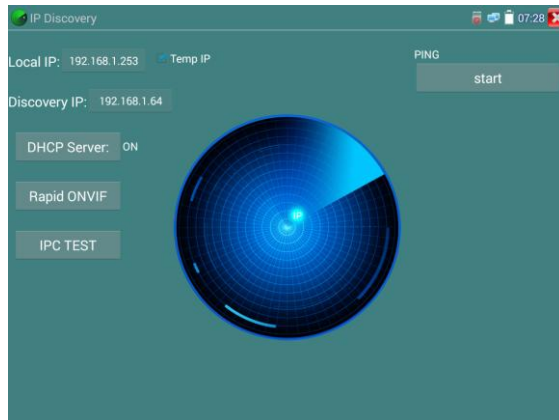 IP Discovery
07:28
Local IP: 192.168.1.253 Temp IP
PING
start
Discovery IP: 192.168.1.64
DHCP Server: ON
Rapid ONVIF
IP
IPC TEST